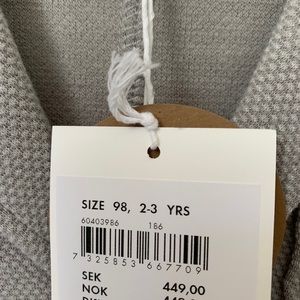 SIZE 98, 2-3 YRS
60403986 186
7 325853 667709
SEK 449,00
NOK